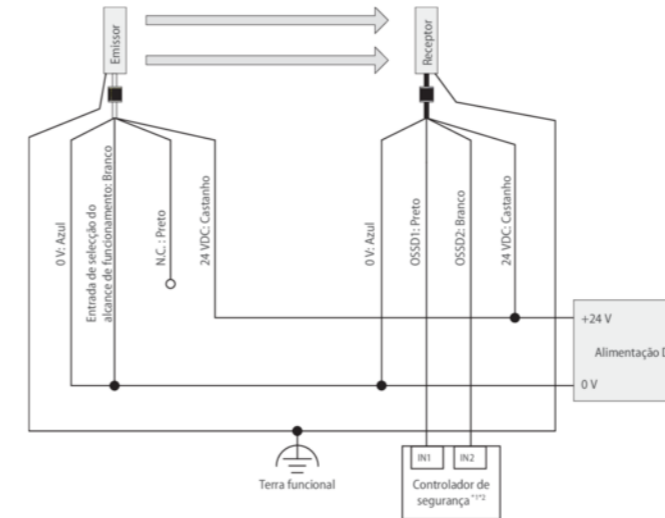 Emissor
Receptor
0 V: Azul
Entrada de selecção do
alcance de funcionamento: Branco
N.C. : Preto
24 VDC: Castanho
0 V: Azul
OSSD1: Preto
OSSD2: Branco
24 VDC: Castanho
+24 V
Alimentação D
0 V
IN1
IN2
Controlador de
segurança *1*2
Terra funcional